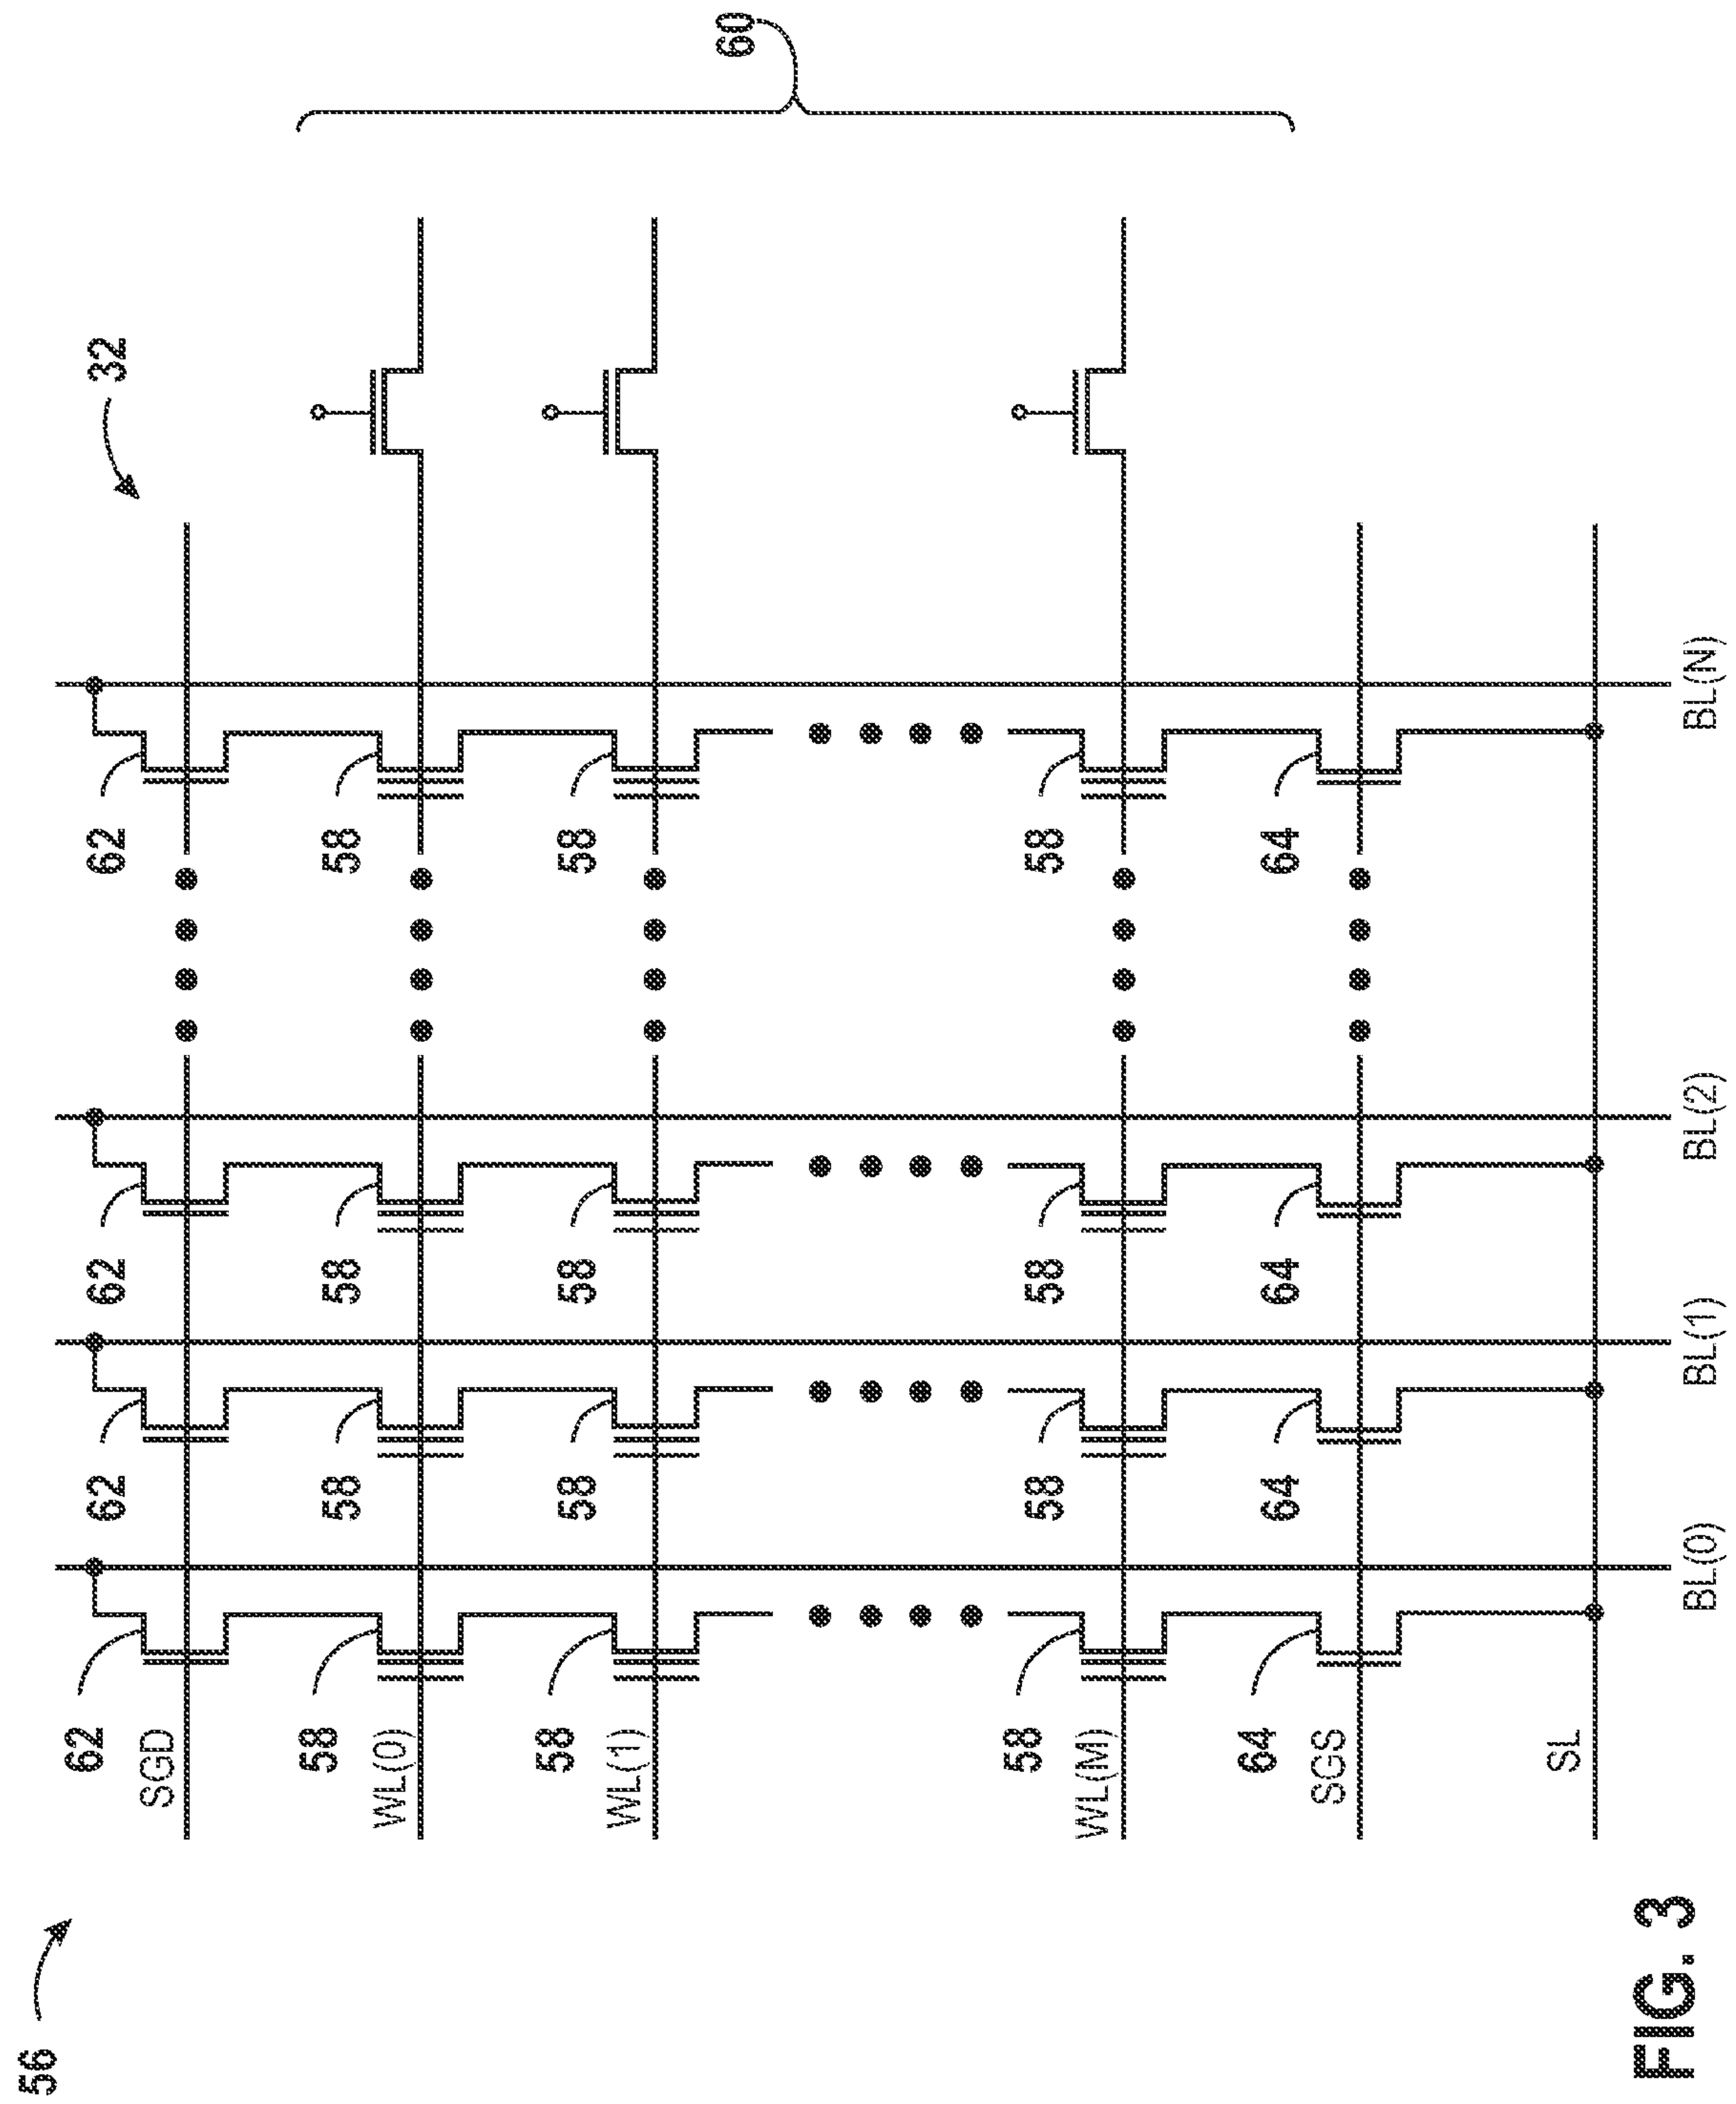 56
62 62 62 62 32
SGD
58 58 58 58
WL(0)
58 58 58 58
WL(1)
60
58 58 58 58
WL(M)
64 64 64 64
SGS
SL
BL(0) BL(1) BL(2) BL(N)
FIG. 3